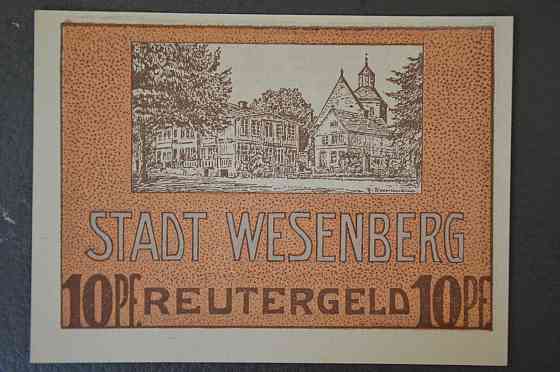 STADT WESENBERG
10PF. REUTERGELD 10PF.